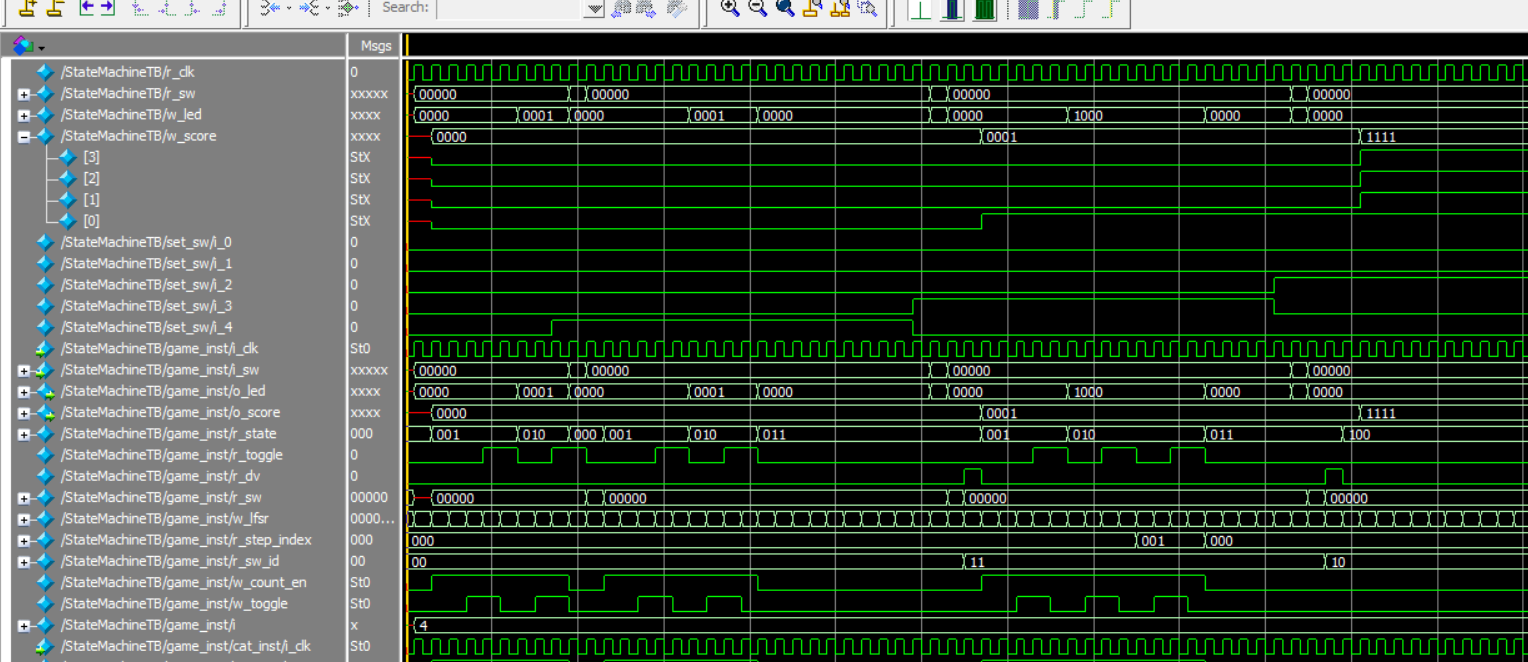 Search:
Msgs
/StateMachineTB/r_clk 0
/StateMachineTB/r_sw xxxxx 00000 00000 00000 00000
/StateMachineTB/w_led xxxx 0000 0001 0000 0001 0000 0000 1000 0000 0000
/StateMachineTB/w_score xxxx 0000 0001 1111
[3] StX
[2] StX
[1] StX
[0] StX
/StateMachineTB/set_sw/i_0 0
/StateMachineTB/set_sw/i_1 0
/StateMachineTB/set_sw/i_2 0
/StateMachineTB/set_sw/i_3 0
/StateMachineTB/set_sw/i_4 0
/StateMachineTB/game_inst/i_clk St0
/StateMachineTB/game_inst/i_sw xxxxx 00000 00000 00000 00000
/StateMachineTB/game_inst/o_led xxxx 0000 0001 0000 0001 0000 0000 1000 0000 0000
/StateMachineTB/game_inst/o_score xxxx 0000 0001 1111
/StateMachineTB/game_inst/r_state 000 001 010 000 001 010 011 001 010 011 100
/StateMachineTB/game_inst/r_toggle 0
/StateMachineTB/game_inst/r_dv 0
/StateMachineTB/game_inst/r_sw 00000 00000 00000 00000 00000
/StateMachineTB/game_inst/w_lfsr 0000...
/StateMachineTB/game_inst/r_step_index 000 000 001 000
/StateMachineTB/game_inst/r_sw_id 00 00 11 10
/StateMachineTB/game_inst/w_count_en St0
/StateMachineTB/game_inst/w_toggle St0
/StateMachineTB/game_inst/i x 4
/StateMachineTB/game_inst/cat_inst/i_clk St0